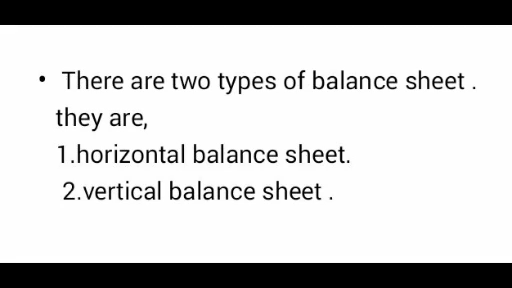 • There are two types of balance sheet .
they are,
1.horizontal balance sheet.
2.vertical balance sheet .